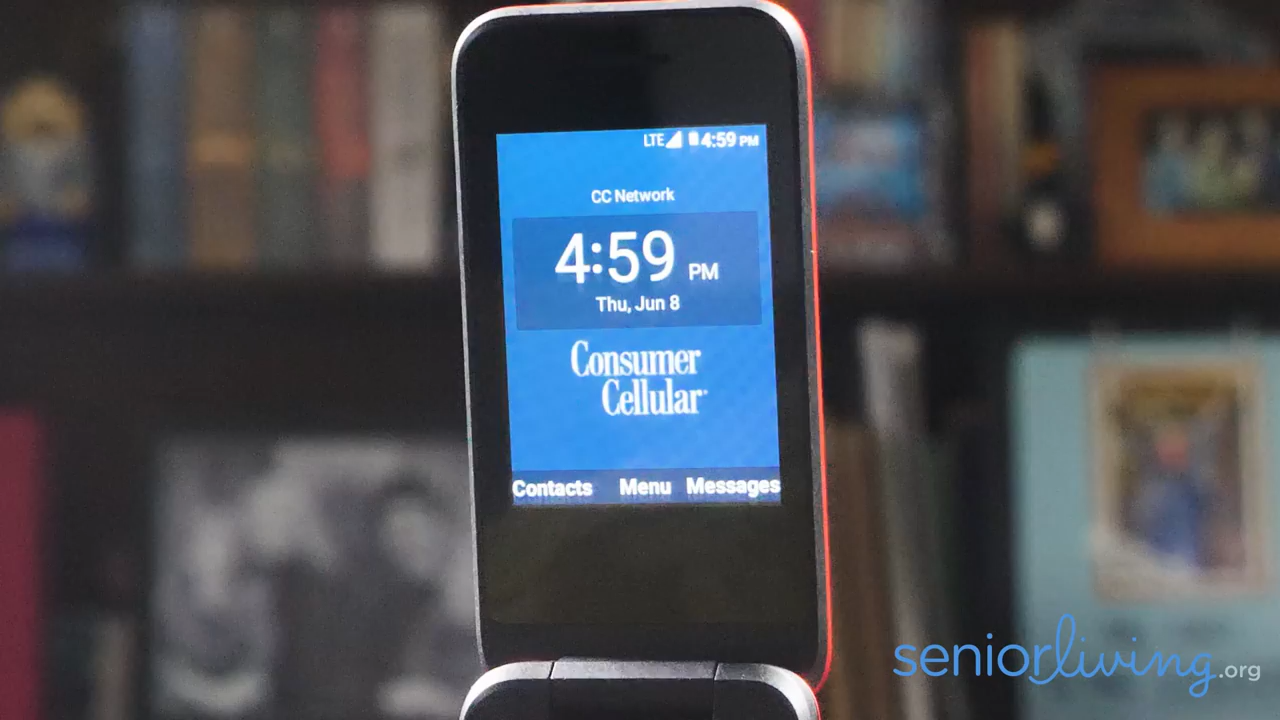 LTE 4:59 PM
CC Network
4:59 PM
Thu, Jun 8
Consumer
Cellular
Contacts Menu Messages
seniorliving.org